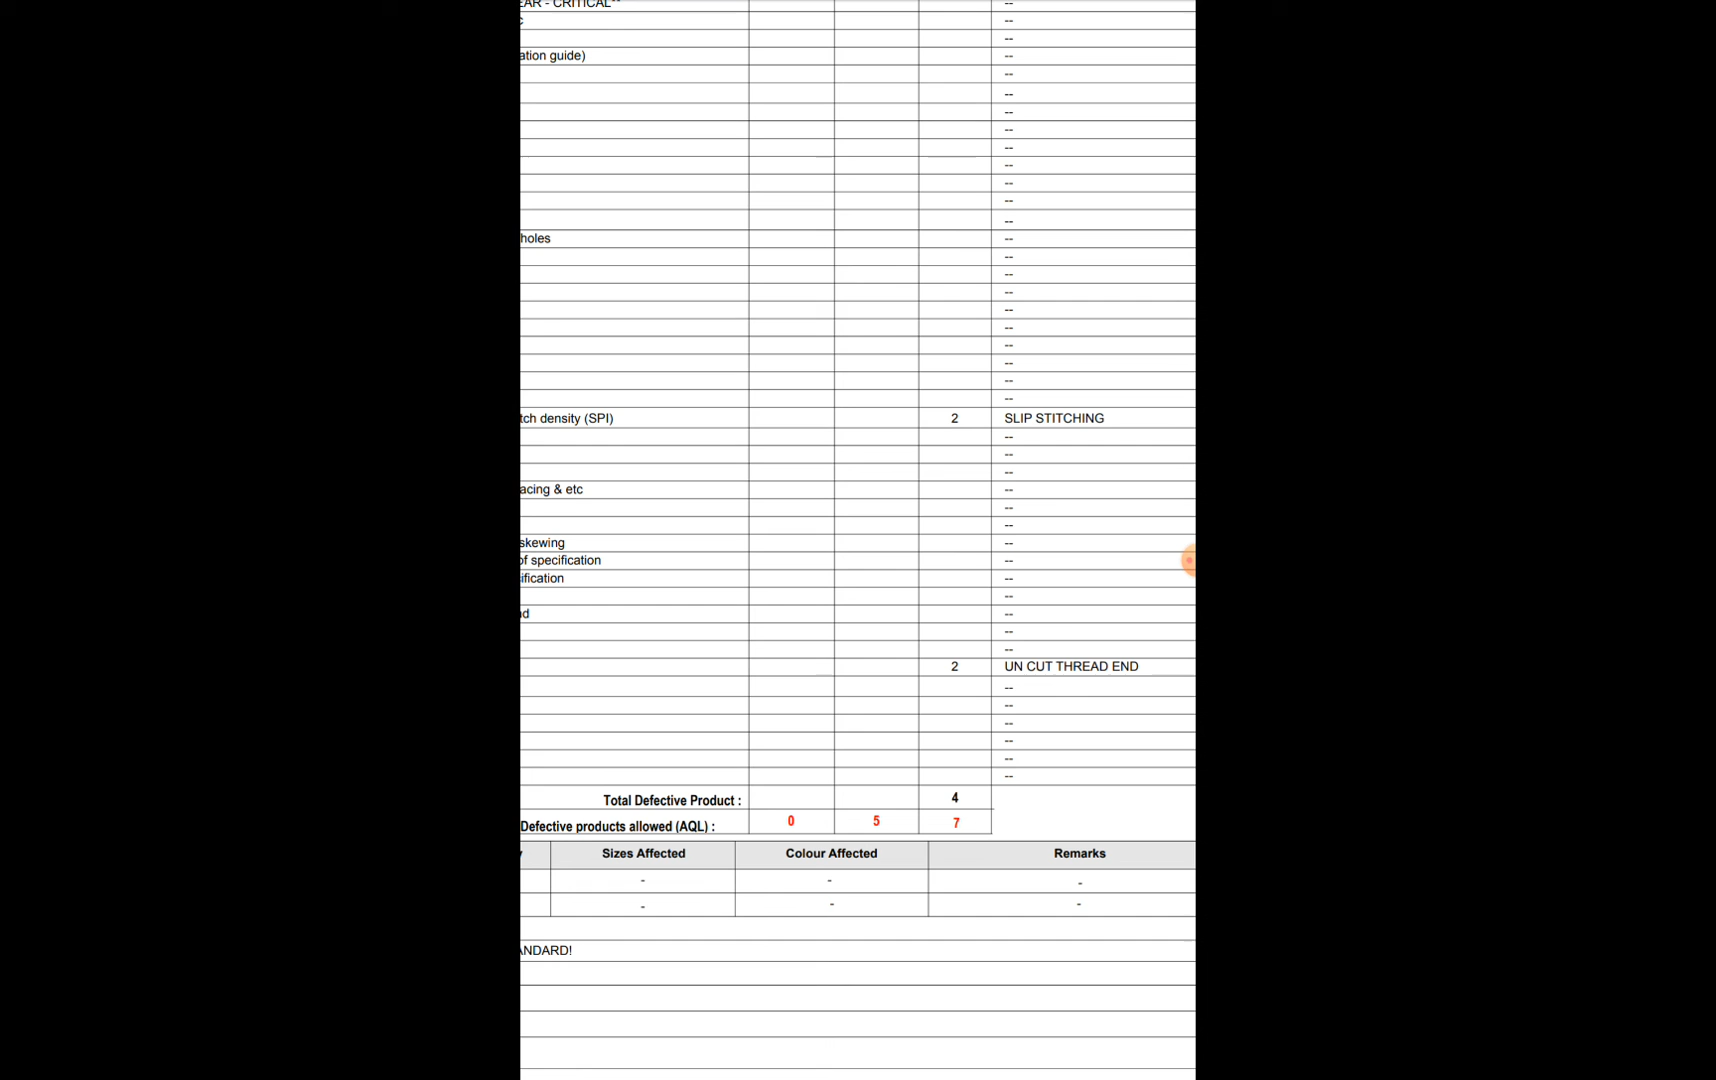 EAR - CRITICAL**
--
c --
--
ation guide) --
--
--
--
--
--
--
--
--
--
holes --
--
--
--
--
--
--
--
--
--
tch density (SPI) 2 SLIP STITCHING
--
--
--
acing & etc --
--
--
skewing --
of specification --
ification --
--
nd --
--
--
2 UN CUT THREAD END
--
--
--
--
--
--
Total Defective Product : 4
Defective products allowed (AQL) : 0 5 7
y Sizes Affected Colour Affected Remarks
- - -
- - -
ANDARD!